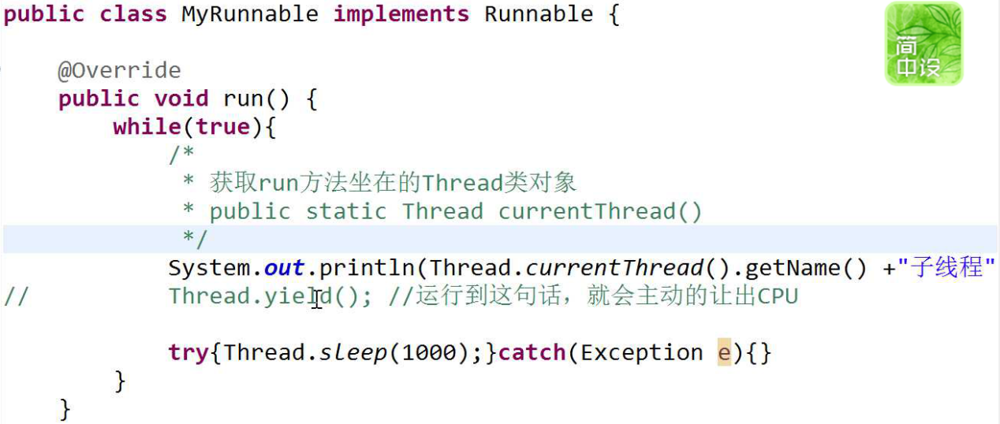 public class MyRunnable implements Runnable {
@Override
public void run() {
while(true){
/*
* 获取run方法坐在的Thread类对象
* public static Thread currentThread()
*/
System.out.println(Thread.currentThread().getName() +"子线程"
// Thread.yield(); //运行到这句话，就会主动的让出CPU
try{Thread.sleep(1000);}catch(Exception e){}
}
}
简
中设